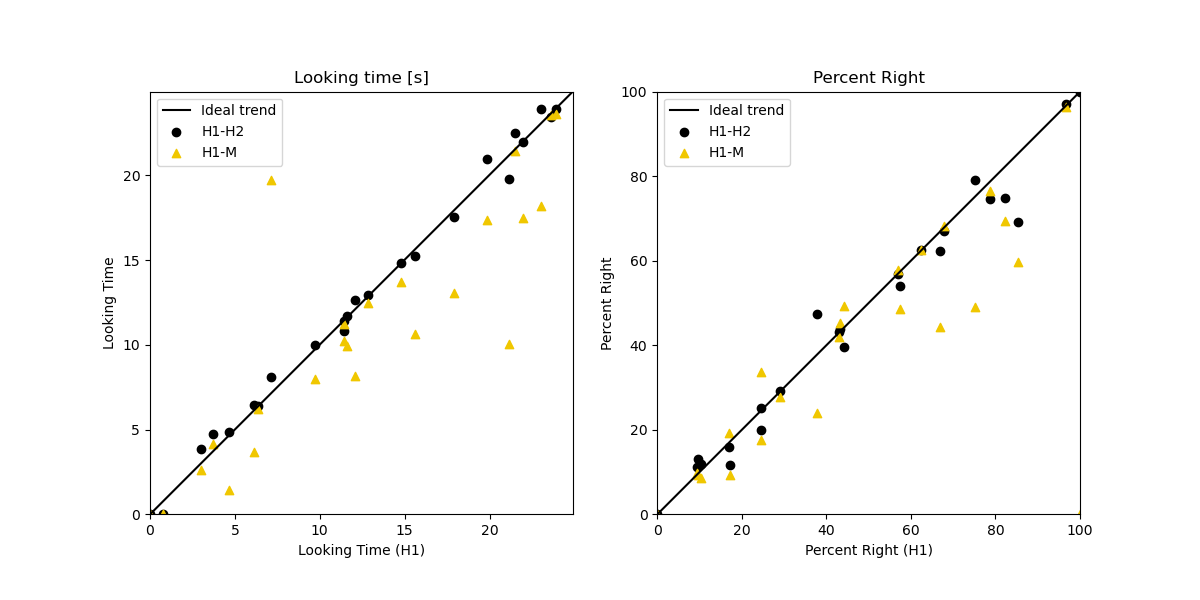 Looking time [s]
Ideal trend
H1-H2
H1-M
20
15
10
5
0
0 5 10 15 20
Looking Time
Looking Time (H1)
Percent Right
Ideal trend
H1-H2
H1-M
100
80
60
40
20
0
0 20 40 60 80 100
Percent Right
Percent Right (H1)